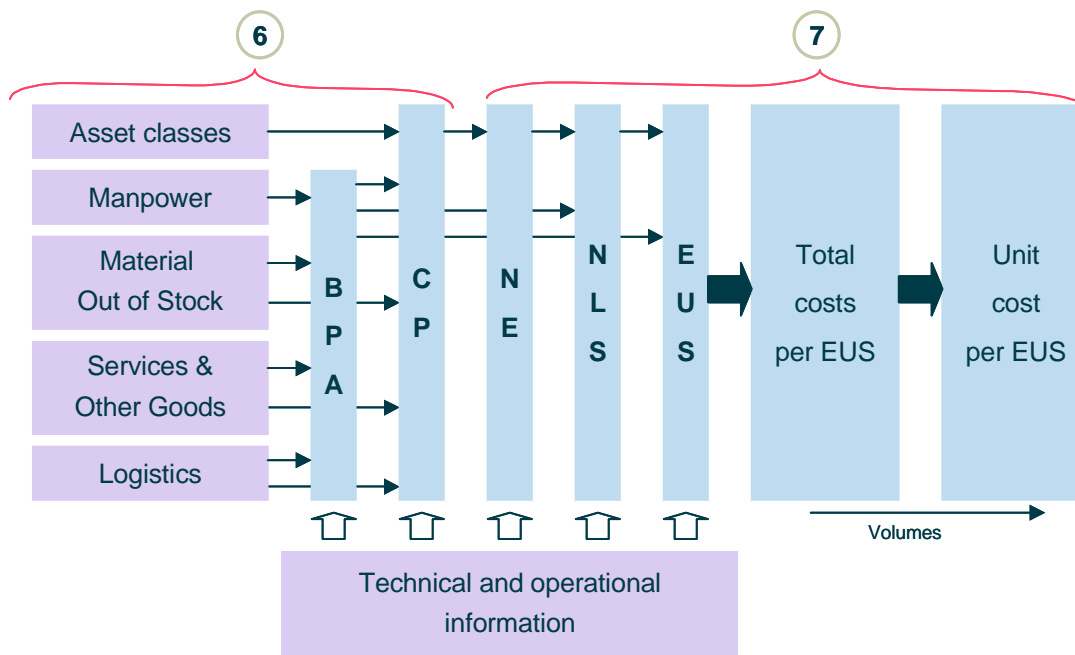 6
7
Asset classes
Manpower
Material
Out of Stock
Services &
Other Goods
Logistics
B
P
A
C
P
N
E
N
L
S
E
U
S
Total
costs
per EUS
Unit
cost
per EUS
Volumes
Technical and operational
information